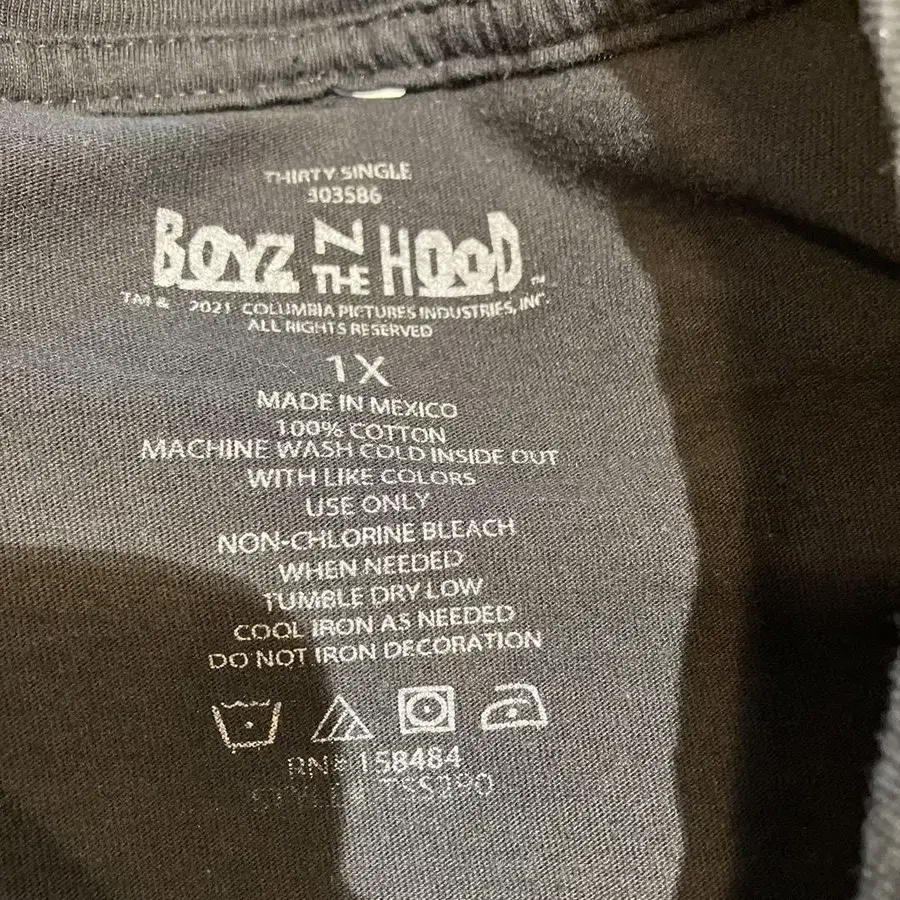 THIRTY SINGLE
303586
BOYZ N THE HOOD™
TM & 2021 COLUMBIA PICTURES INDUSTRIES, INC.
ALL RIGHTS RESERVED
1X
MADE IN MEXICO
100% COTTON
MACHINE WASH COLD INSIDE OUT
WITH LIKE COLORS
USE ONLY
NON-CHLORINE BLEACH
WHEN NEEDED
TUMBLE DRY LOW
COOL IRON AS NEEDED
DO NOT IRON DECORATION
RN# 158484